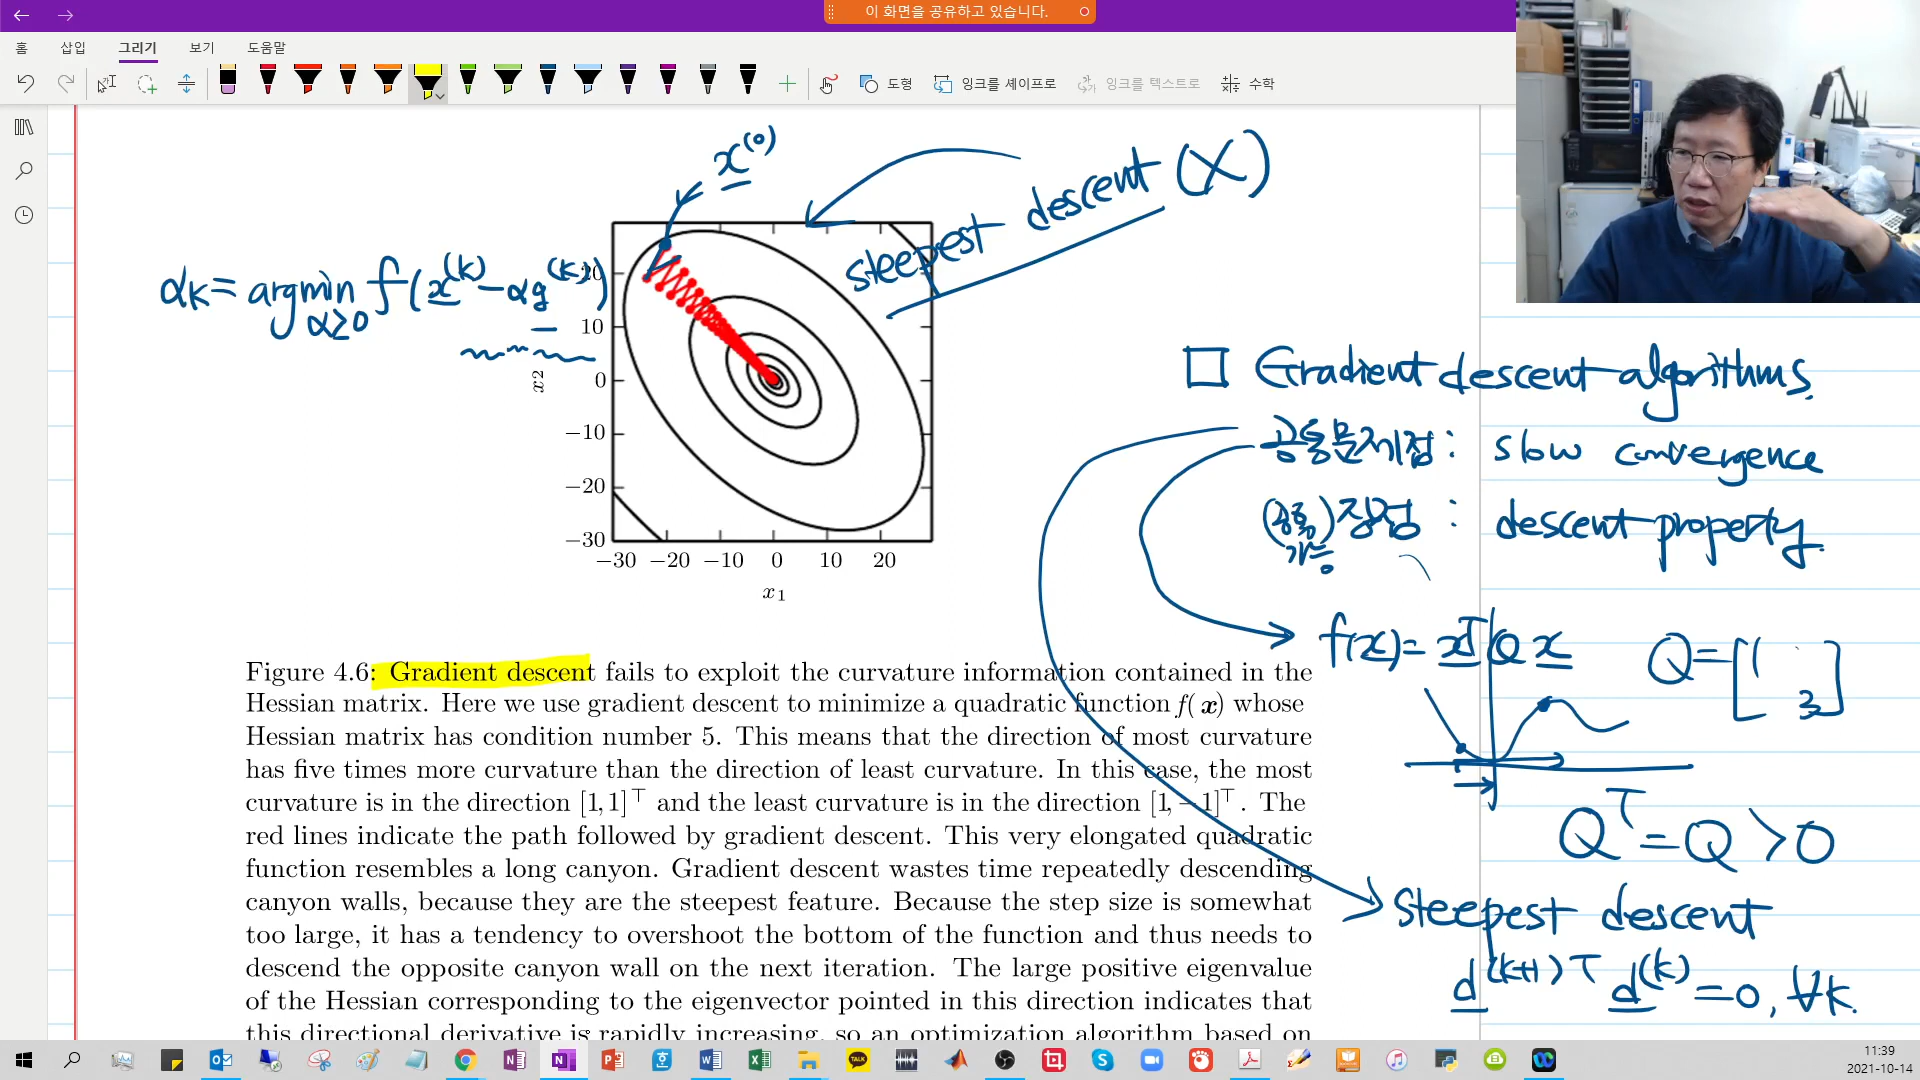 이 화면을 공유하고 있습니다.
홈 삽입 그리기 보기 도움말
도형 잉크를 셰이프로 잉크를 텍스트로 수학
x^(0)
steepest descent (X)
αk = argmin f(x^(k) − αg^(k))
α≥0
20
10
0
−10
−20
−30
x2
−30 −20 −10 0 10 20
x1
□ Gradient descent algorithms.
공통문제점: slow convergence
장점 : descent property
가능
f(x) = x^T Q x
Q = [1
3]
Q^T = Q > 0
Steepest descent
d^(k+1)T d^(k) = 0, ∀k.
Figure 4.6: Gradient descent fails to exploit the curvature information contained in the
Hessian matrix. Here we use gradient descent to minimize a quadratic function f( x) whose
Hessian matrix has condition number 5. This means that the direction of most curvature
has five times more curvature than the direction of least curvature. In this case, the most
curvature is in the direction [1, 1]⊤ and the least curvature is in the direction [1, −1]⊤. The
red lines indicate the path followed by gradient descent. This very elongated quadratic
function resembles a long canyon. Gradient descent wastes time repeatedly descending
canyon walls, because they are the steepest feature. Because the step size is somewhat
too large, it has a tendency to overshoot the bottom of the function and thus needs to
descend the opposite canyon wall on the next iteration. The large positive eigenvalue
of the Hessian corresponding to the eigenvector pointed in this direction indicates that
this directional derivative is rapidly increasing, so an optimization algorithm based on
11:39
2021-10-14